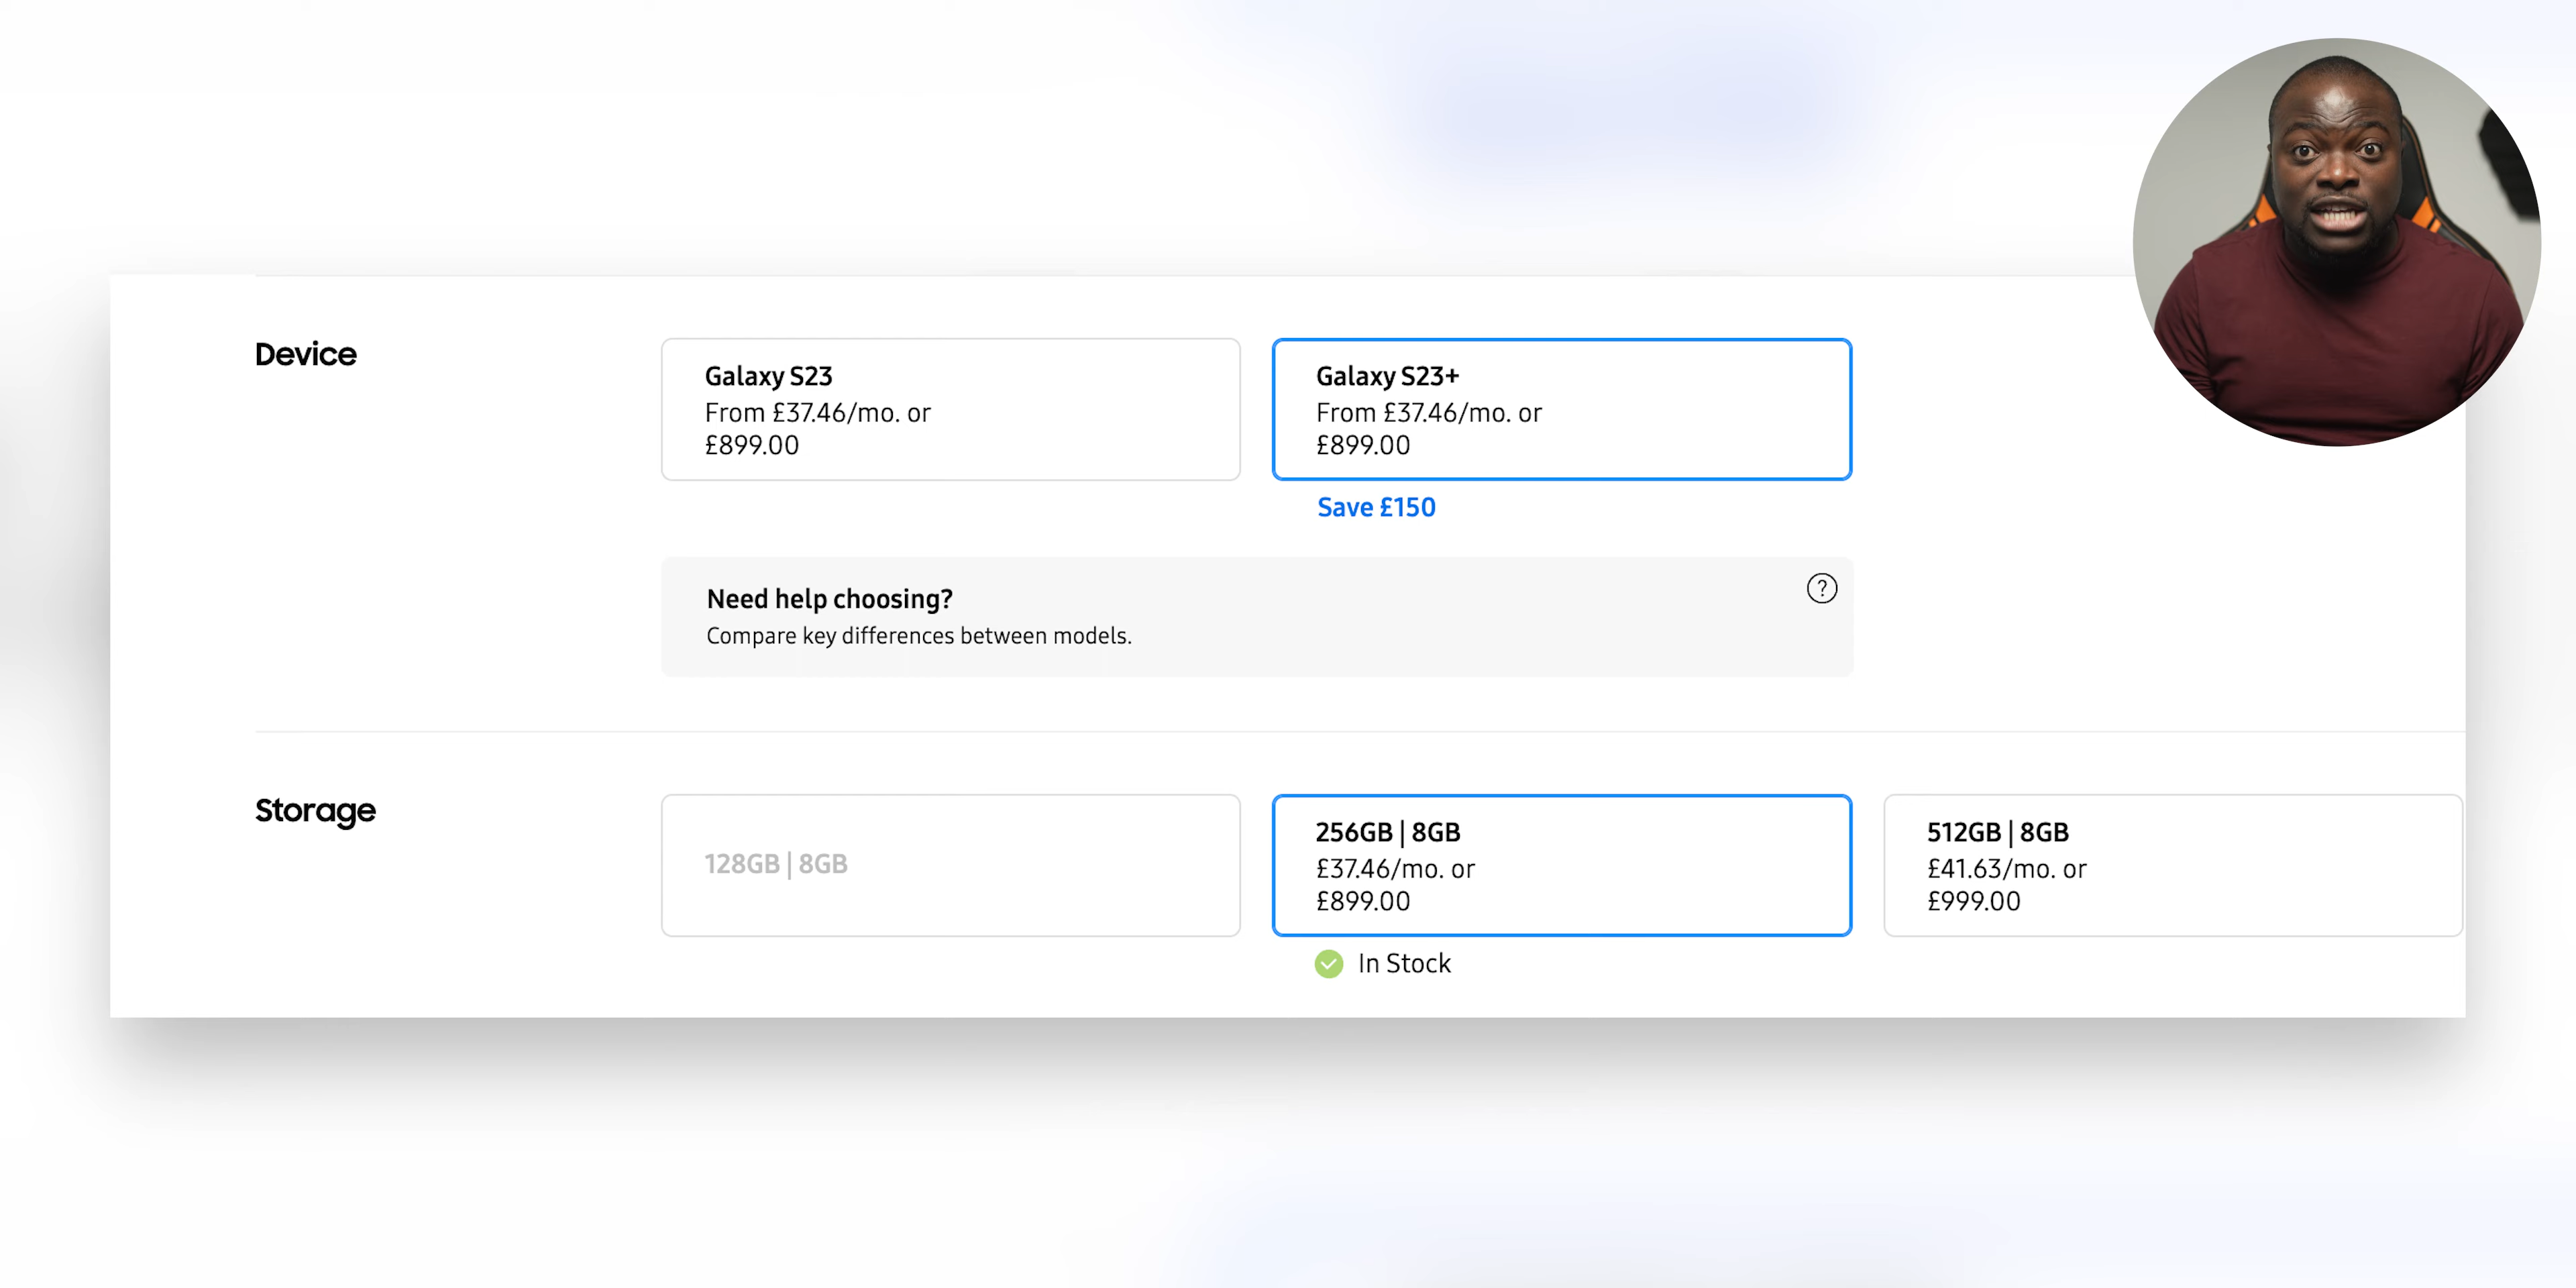 Device
Galaxy S23
From £37.46/mo. or
£899.00
Galaxy S23+
From £37.46/mo. or
£899.00
Save £150
Need help choosing?
Compare key differences between models.
?
Storage
128GB | 8GB
256GB | 8GB
£37.46/mo. or
£899.00
In Stock
512GB | 8GB
£41.63/mo. or
£999.00